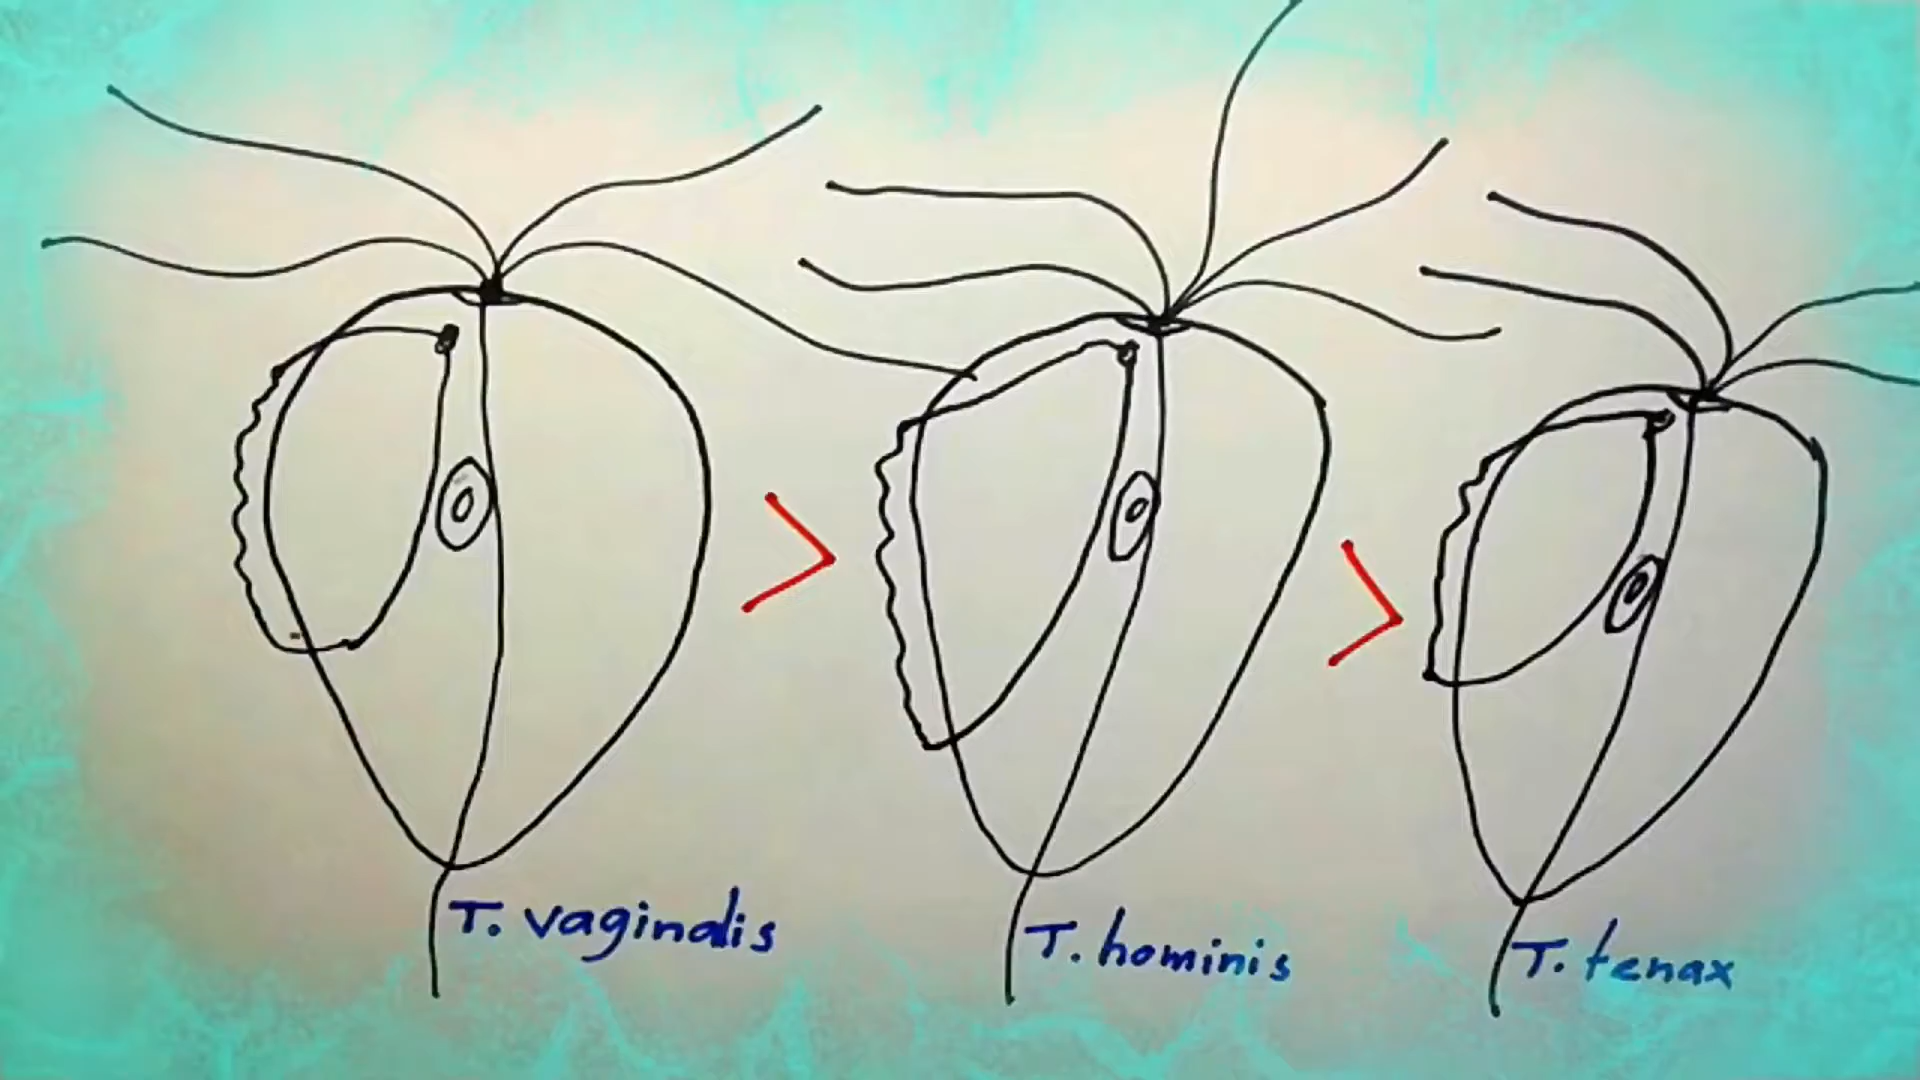 T. vaginalis
>
T. hominis
>
T. tenax